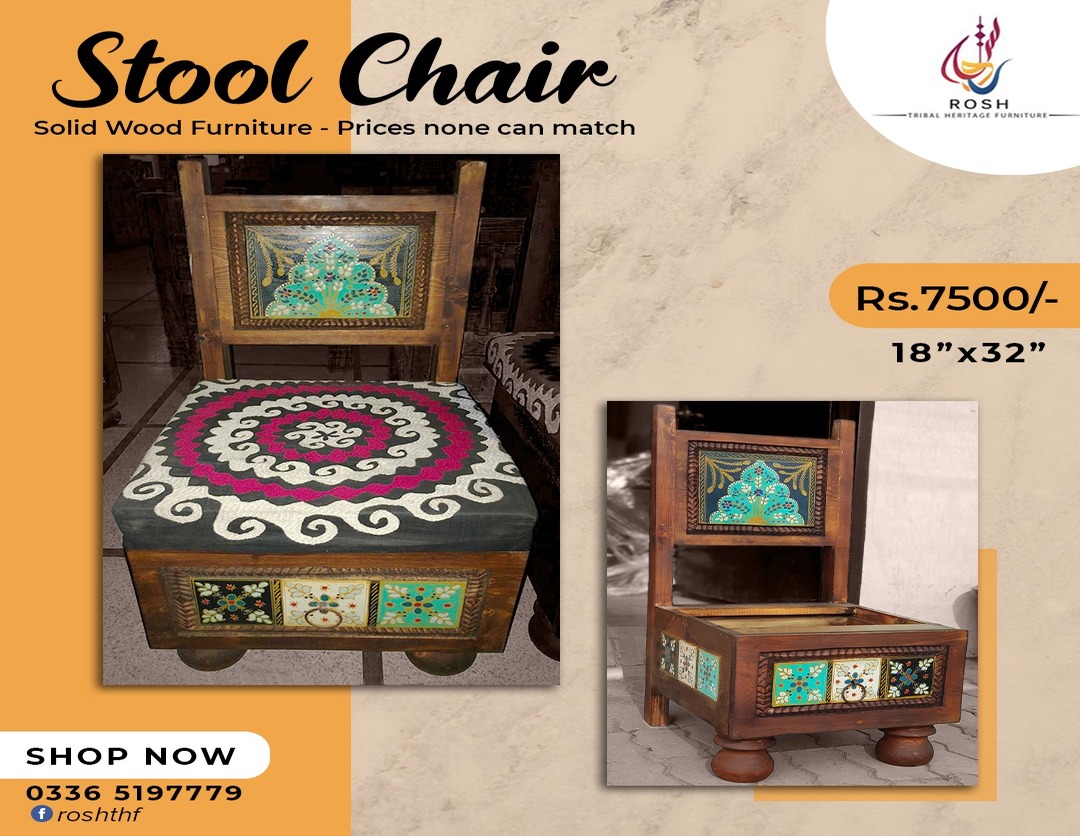 Stool Chair
Solid Wood Furniture - Prices none can match
ROSH
TRIBAL HERITAGE FURNITURE
Rs.7500/-
18”x32”
SHOP NOW
0336 5197779
f roshthf